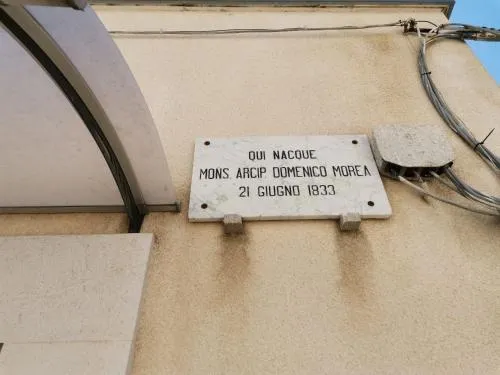 QUI NACQUE
MONS. ARCIP. DOMENICO MOREA
21 GIUGNO 1833